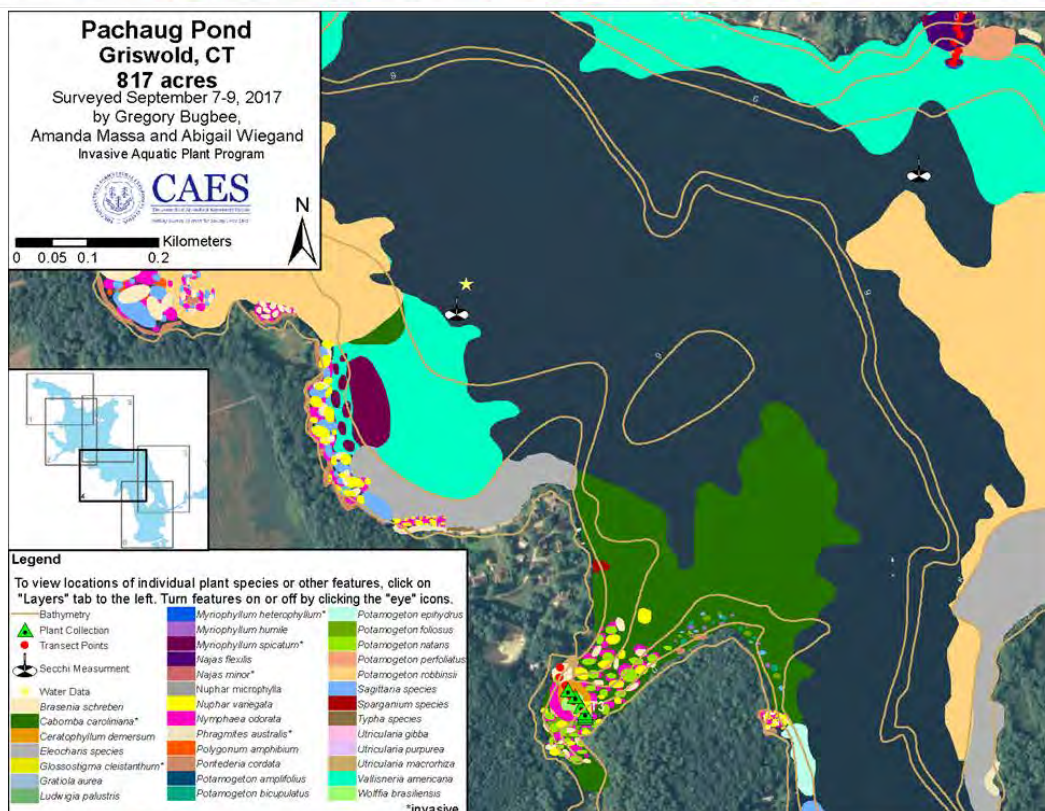 Pachaug Pond
Griswold, CT
817 acres
Surveyed September 7-9, 2017
by Gregory Bugbee,
Amanda Massa and Abigail Wiegand
Invasive Aquatic Plant Program
CAES
N
Kilometers
0 0.05 0.1 0.2
Legend
To view locations of individual plant species or other features, click on
"Layers" tab to the left. Turn features on or off by clicking the "eye" icons.
Bathymetry
Plant Collection
Transect Points
Secchi Measurment
Water Data
Brasenia schreberi
Cabomba caroliniana*
Ceratophyllum demersum
Eleocharis species
Glossostigma cleistanthum*
Gratiola aurea
Ludwigia palustris
Myriophyllum heterophyllum*
Myriophyllum humile
Myriophyllum spicatum*
Najas flexilis
Najas minor*
Nuphar microphylla
Nuphar variegata
Nymphaea odorata
Phragmites australis*
Polygonum amphibium
Pontederia cordata
Potamogeton amplifolius
Potamogeton bicupulatus
Potamogeton epihydrus
Potamogeton foliosus
Potamogeton natans
Potamogeton perfoliatus
Potamogeton robbinsii
Sagittaria species
Sparganium species
Typha species
Utricularia gibba
Utricularia purpurea
Utricularia macrorhiza
Vallisneria americana
Wolffia brasiliensis
*invasive